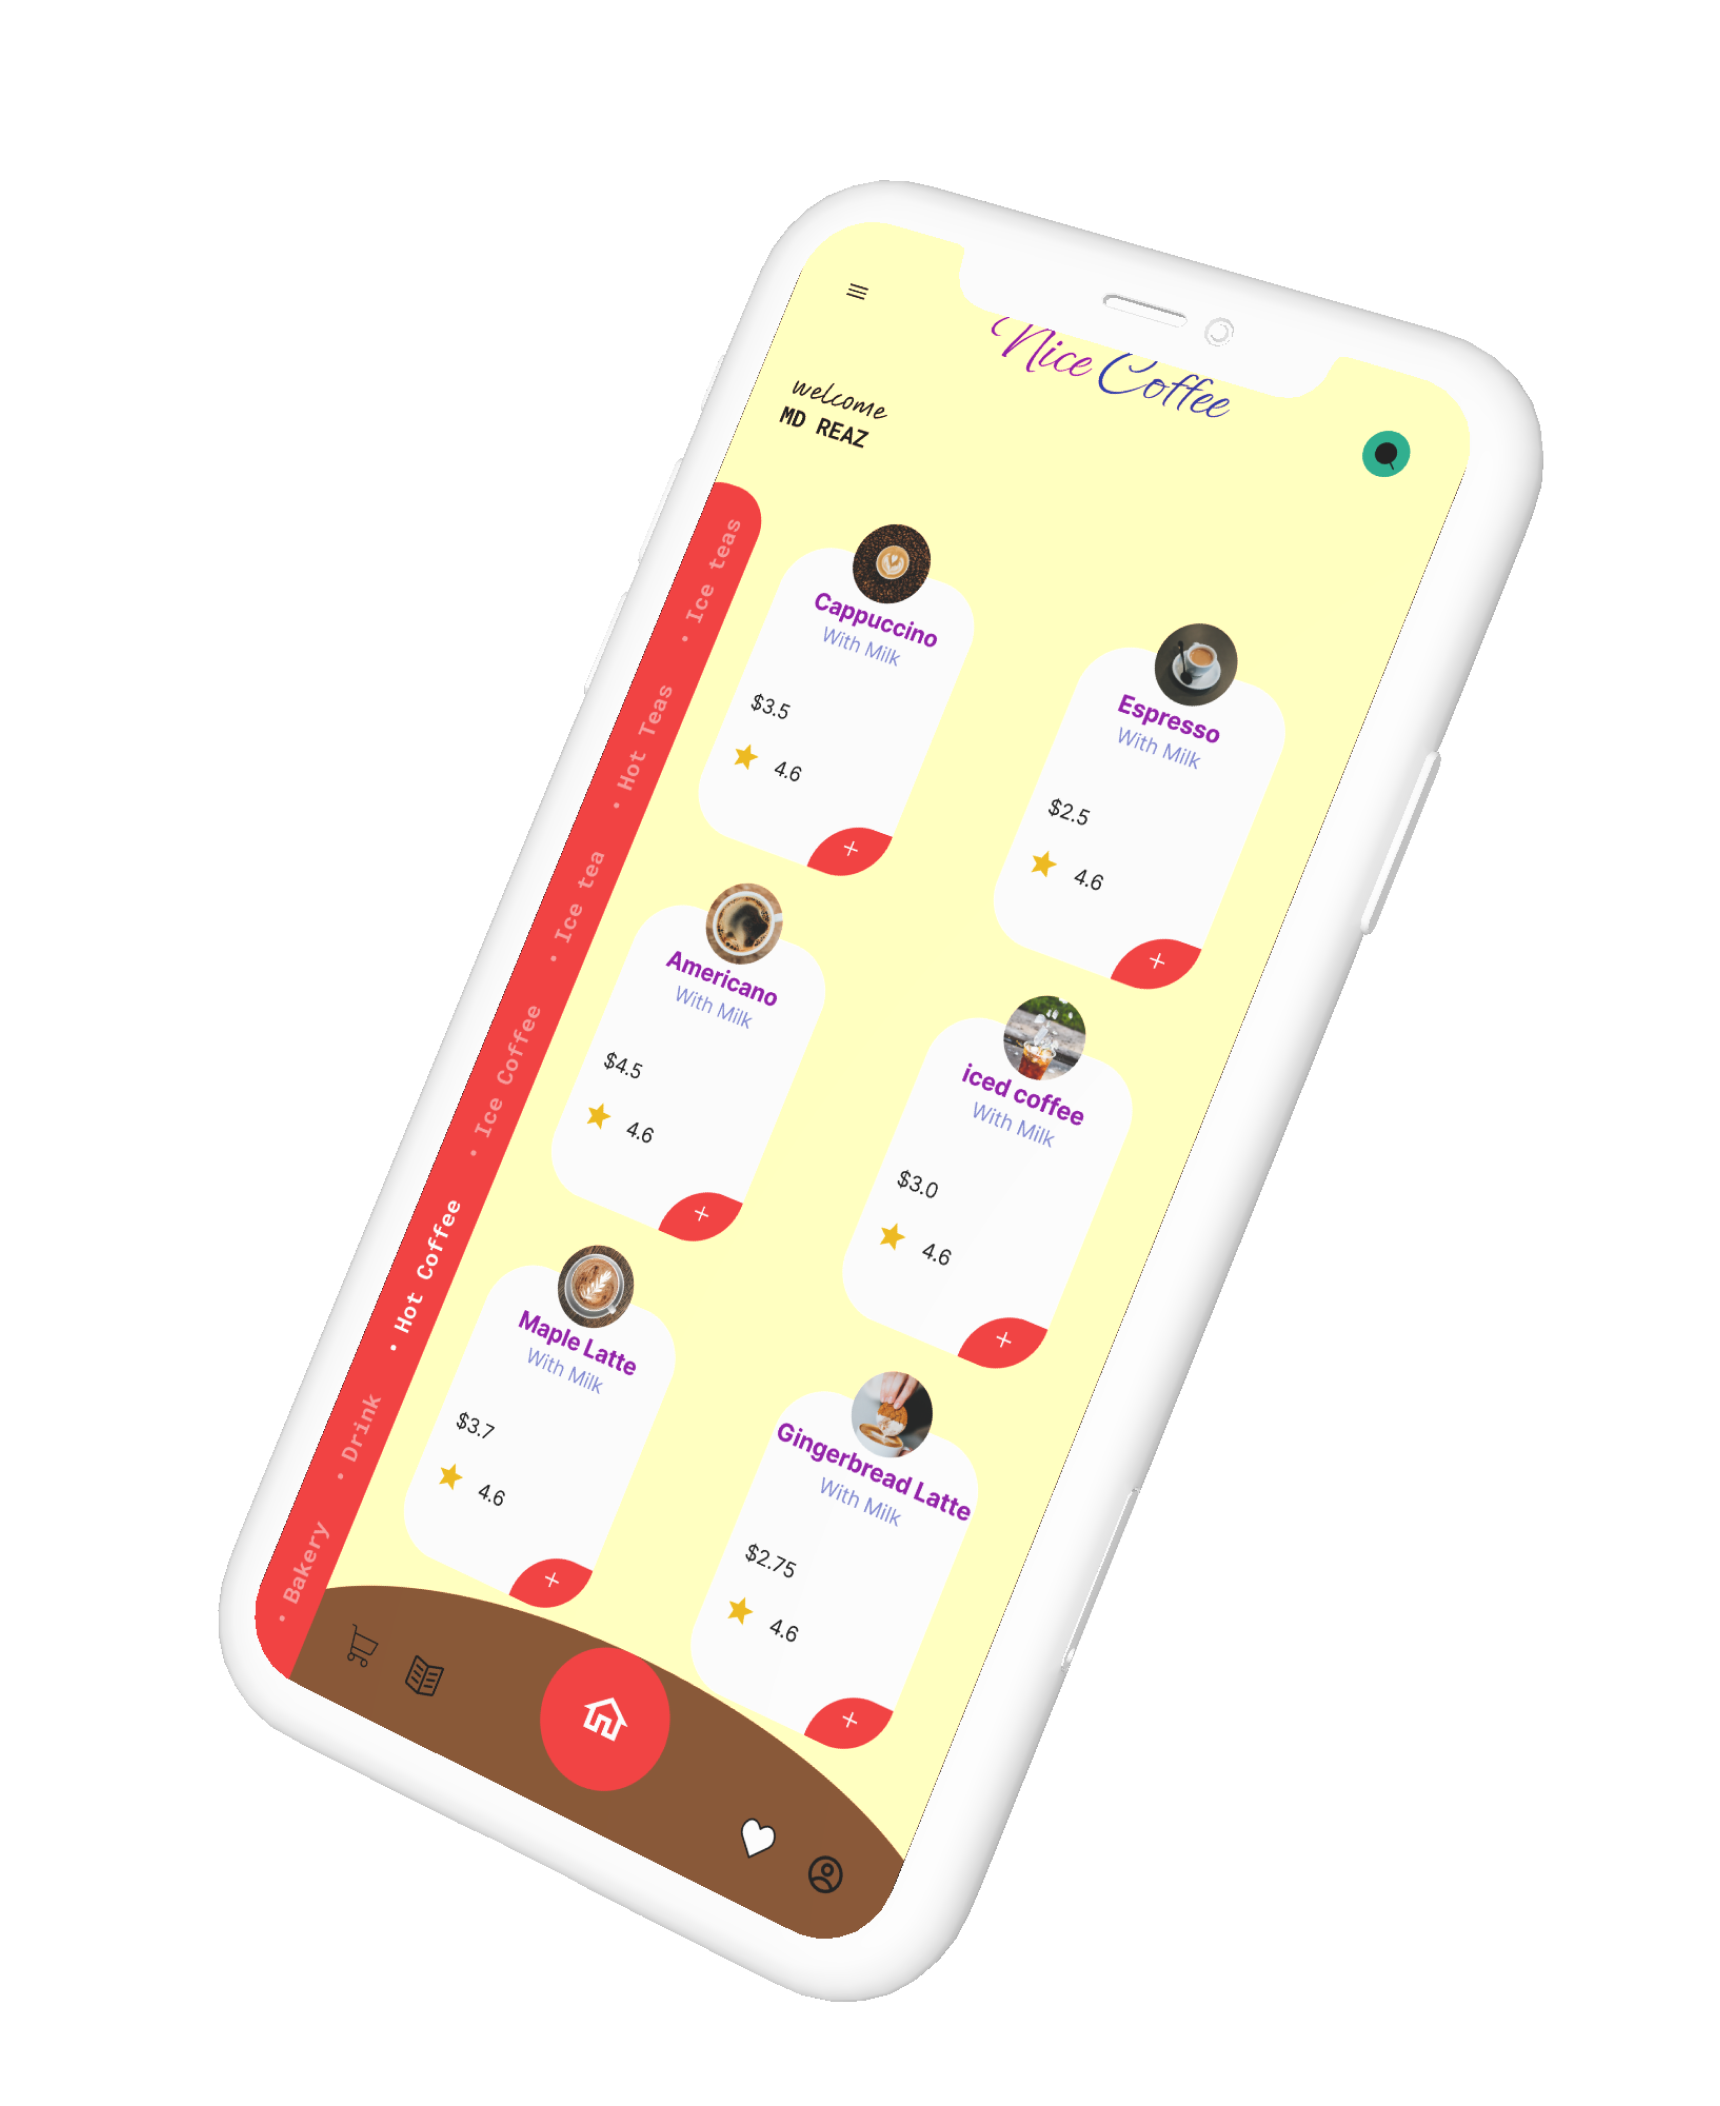 Nice Coffee
welcome
MD REAZ
• Bakery • Drink • Hot Coffee • Ice Coffee • Ice tea • Hot Teas • Ice teas
Cappuccino
With Milk
$3.5
4.6
+
Espresso
With Milk
$2.5
4.6
+
Americano
With Milk
$4.5
4.6
+
iced coffee
With Milk
$3.0
4.6
+
Maple Latte
With Milk
$3.7
4.6
+
Gingerbread Latte
With Milk
$2.75
4.6
+